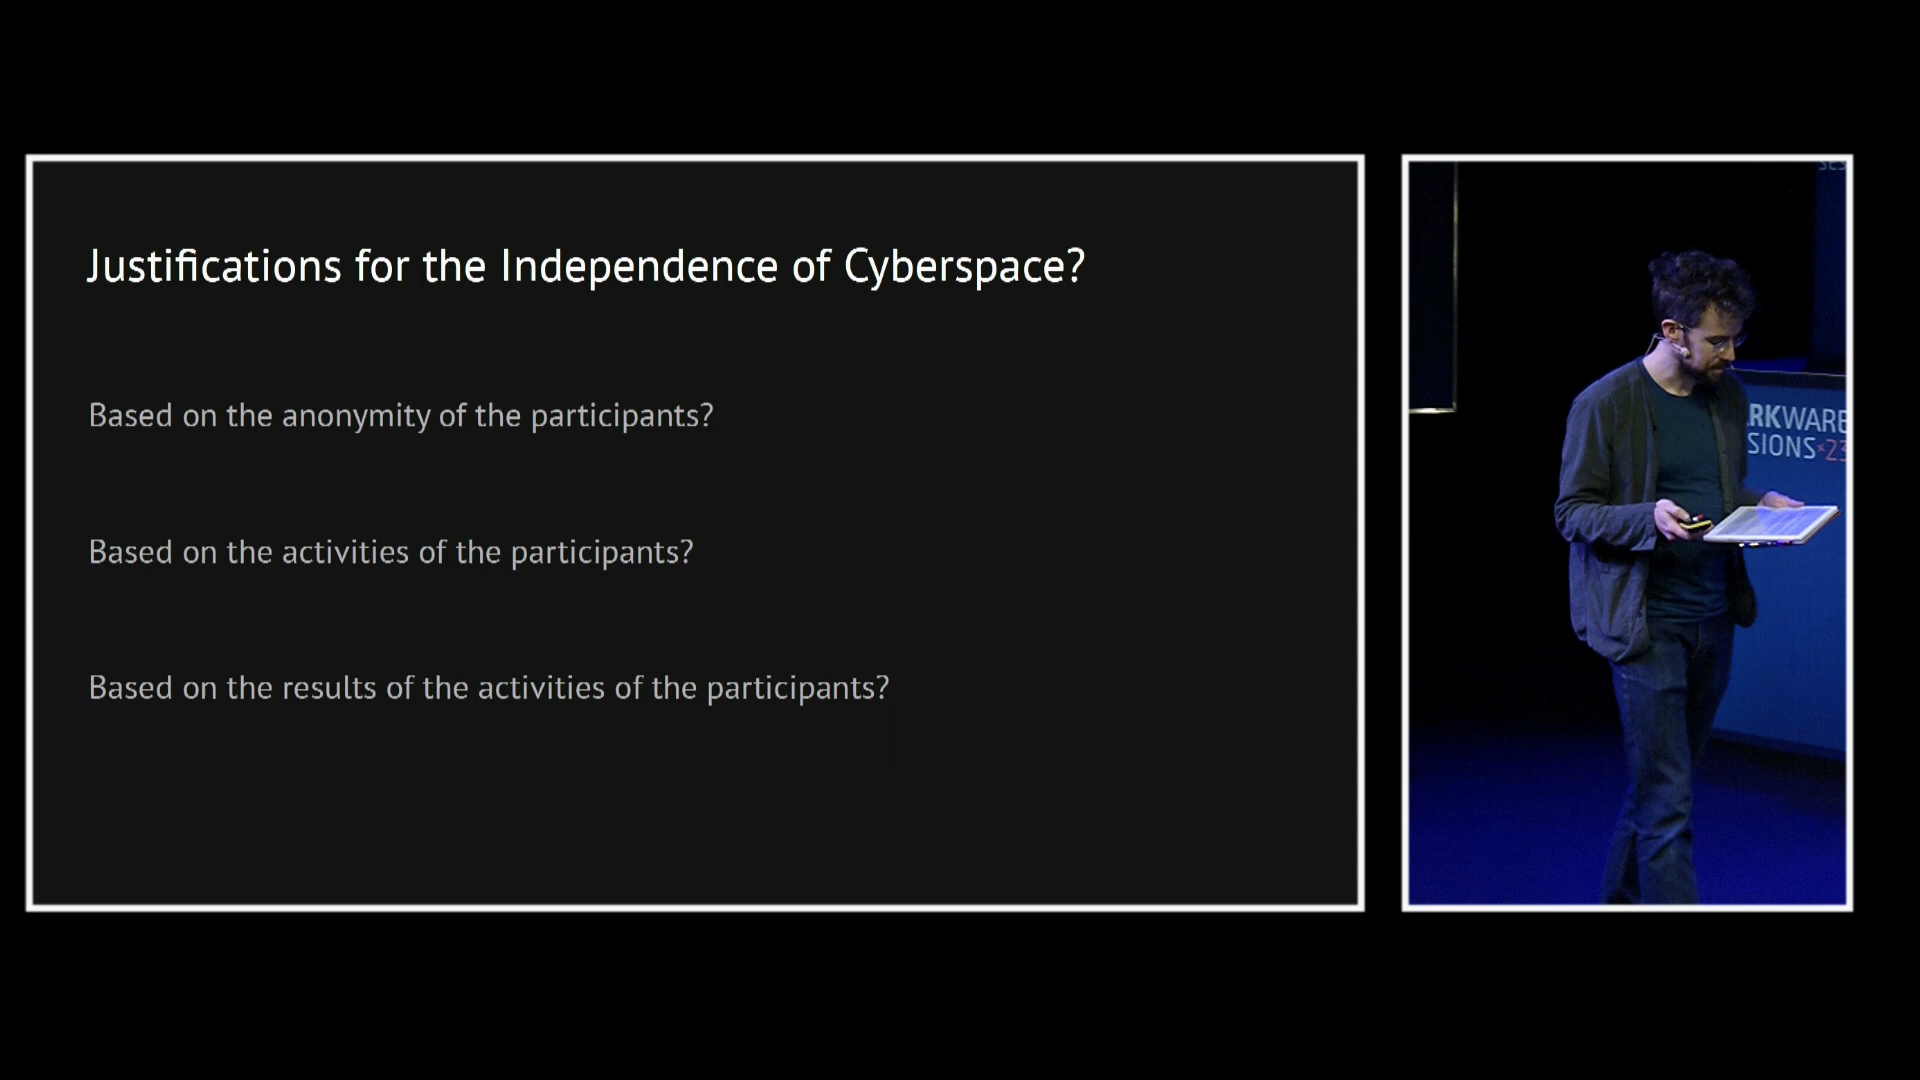 Justifications for the Independence of Cyberspace?
Based on the anonymity of the participants?
Based on the activities of the participants?
Based on the results of the activities of the participants?
ses
RKWARE
SIONS×23